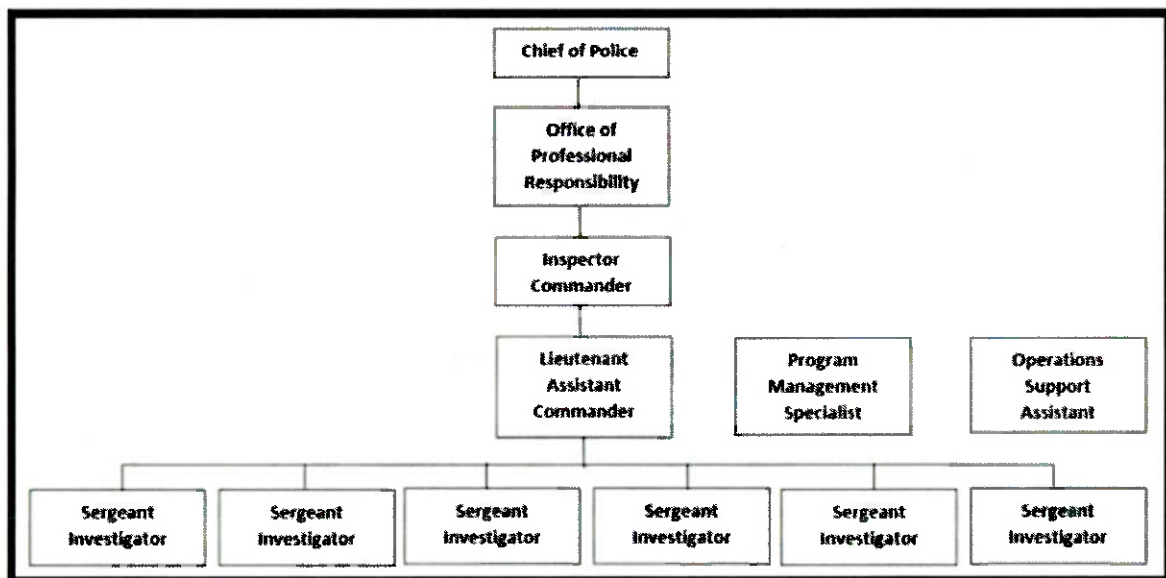 Chief of Police
Office of
Professional
Responsibility
Inspector
Commander
Lieutenant
Assistant
Commander
Program
Management
Specialist
Operations
Support
Assistant
Sergeant
Investigator
Sergeant
Investigator
Sergeant
Investigator
Sergeant
Investigator
Sergeant
Investigator
Sergeant
Investigator